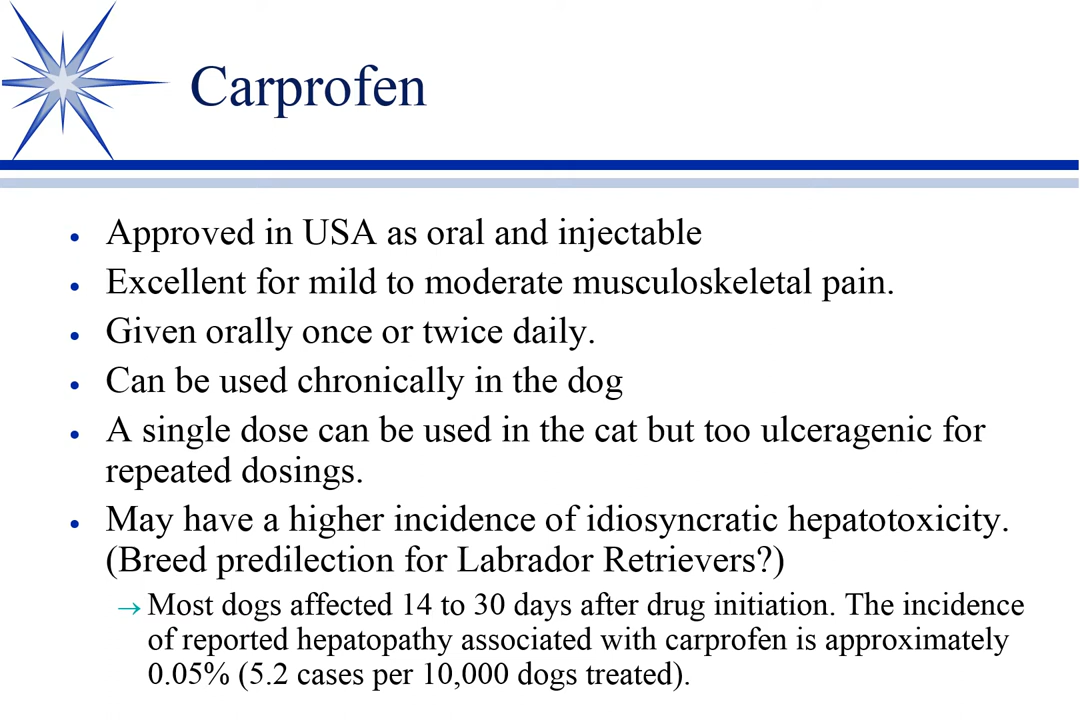 Carprofen
• Approved in USA as oral and injectable
• Excellent for mild to moderate musculoskeletal pain.
• Given orally once or twice daily.
• Can be used chronically in the dog
• A single dose can be used in the cat but too ulceragenic for
repeated dosings.
• May have a higher incidence of idiosyncratic hepatotoxicity.
(Breed predilection for Labrador Retrievers?)
→ Most dogs affected 14 to 30 days after drug initiation. The incidence
of reported hepatopathy associated with carprofen is approximately
0.05% (5.2 cases per 10,000 dogs treated).